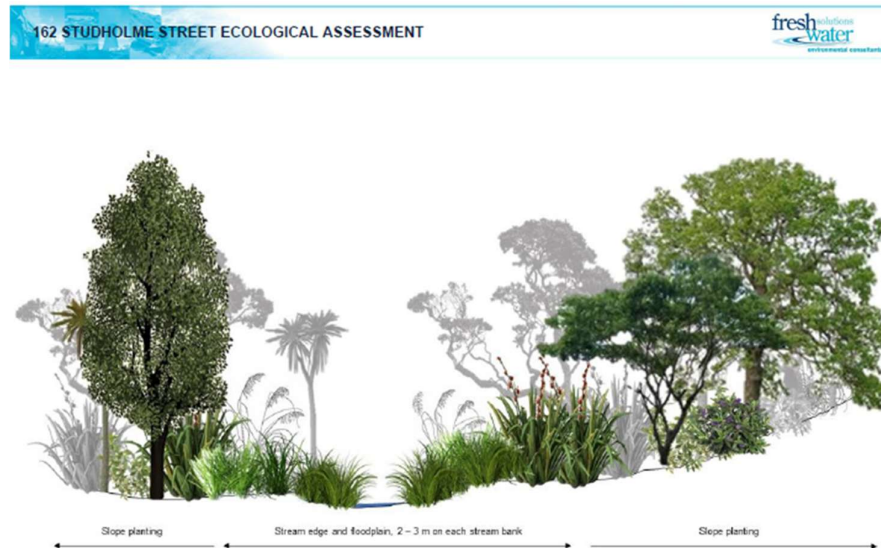 162 STUDHOLME STREET ECOLOGICAL ASSESSMENT
fresh solutions
water
environmental consultants
Slope planting
Stream edge and floodplain, 2 – 3 m on each stream bank
Slope planting